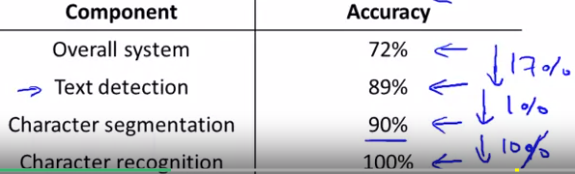 Component Accuracy
Overall system 72% ← ↓ 17%
→ Text detection 89% ← ↓ 1%
Character segmentation 90% ← ↓ 10%
Character recognition 100% ←